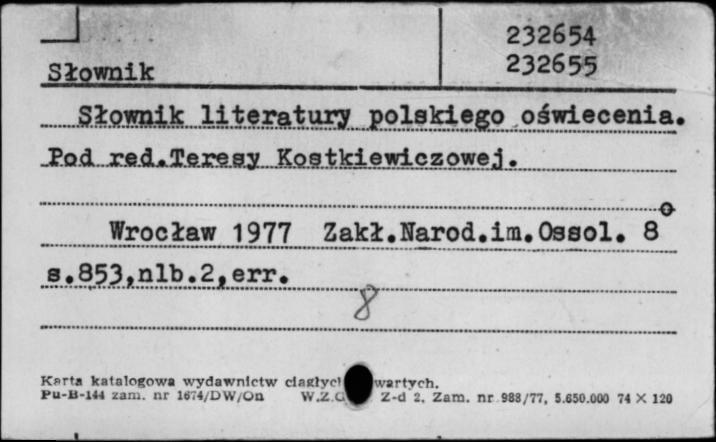 232654
232655
Słownik
Słownik literatury polskiego oświecenia.
Pod red.Teresy Kostkiewiczowej.
Wrocław 1977 Zakł.Narod.im.Ossol. 8°
s.853,nlb.2,err.
8
Karta katalogowa wydawnictw ciągłych wartych.
Pu-B-144 zam. nr 1674/DW/On W.Z.G Z-d 2. Zam. nr 988/77, 5.650.000 74 X 120